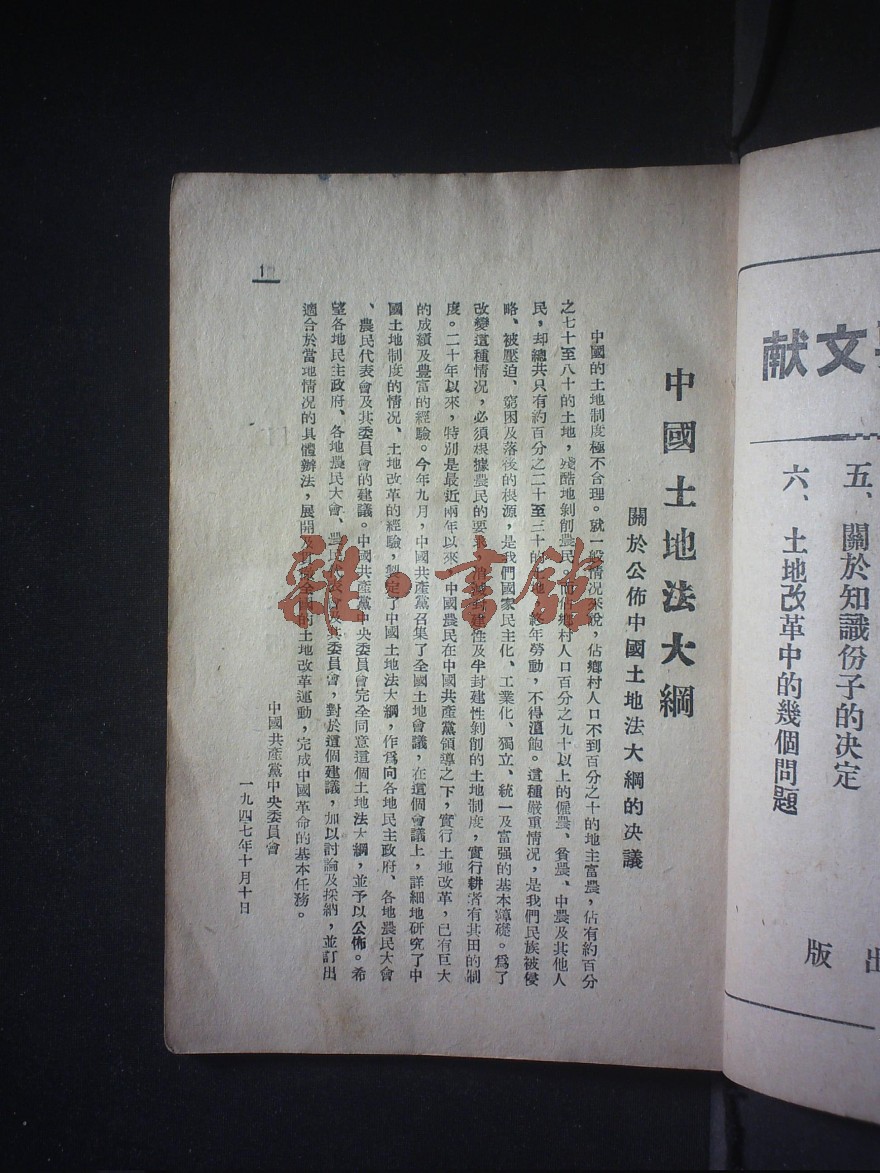 献文
五、關於知識份子的決定
六、土地改革中的幾個問題
出版
中國土地法大綱
關於公佈中國土地法大綱的決議
中國的土地制度極不合理。就一般情況來說，佔鄉村人口不到百分之十的地主富農，佔有約百分
之七十至八十的土地，殘酷地剝削農民。而佔鄉村人口百分之九十以上的僱農、貧農、中農及其他人
民，却總共只有約百分之二十至三十的土地，終年勞動，不得溫飽。這種嚴重情況，是我們民族被侵
略、被壓迫、窮困及落後的根源，是我們國家民主化、工業化、獨立、統一及富强的基本障礙。爲了
改變這種情況，必須根據農民的要求，消滅封建性及半封建性剝削的土地制度，實行耕者有其田的制
度。二十年以來，特別是最近兩年以來，中國農民在中國共產黨領導之下，實行土地改革，已有巨大
的成績及豐富的經驗。今年九月，中國共產黨召集了全國土地會議，在這個會議上，詳細地研究了中
國土地制度的情況、土地改革的經驗，製定了中國土地法大綱，作爲向各地民主政府、各地農民大會
、農民代表會及其委員會的建議。中國共產黨中央委員會完全同意這個土地法大綱，並予以公佈。希
望各地民主政府、各地農民大會、農民代表會及其委員會，對於這個建議，加以討論及採納，並訂出
適合於當地情況的具體辦法，展開及貫徹全國的土地改革運動，完成中國革命的基本任務。
中國共產黨中央委員會
一九四七年十月十日
1
雜·書館